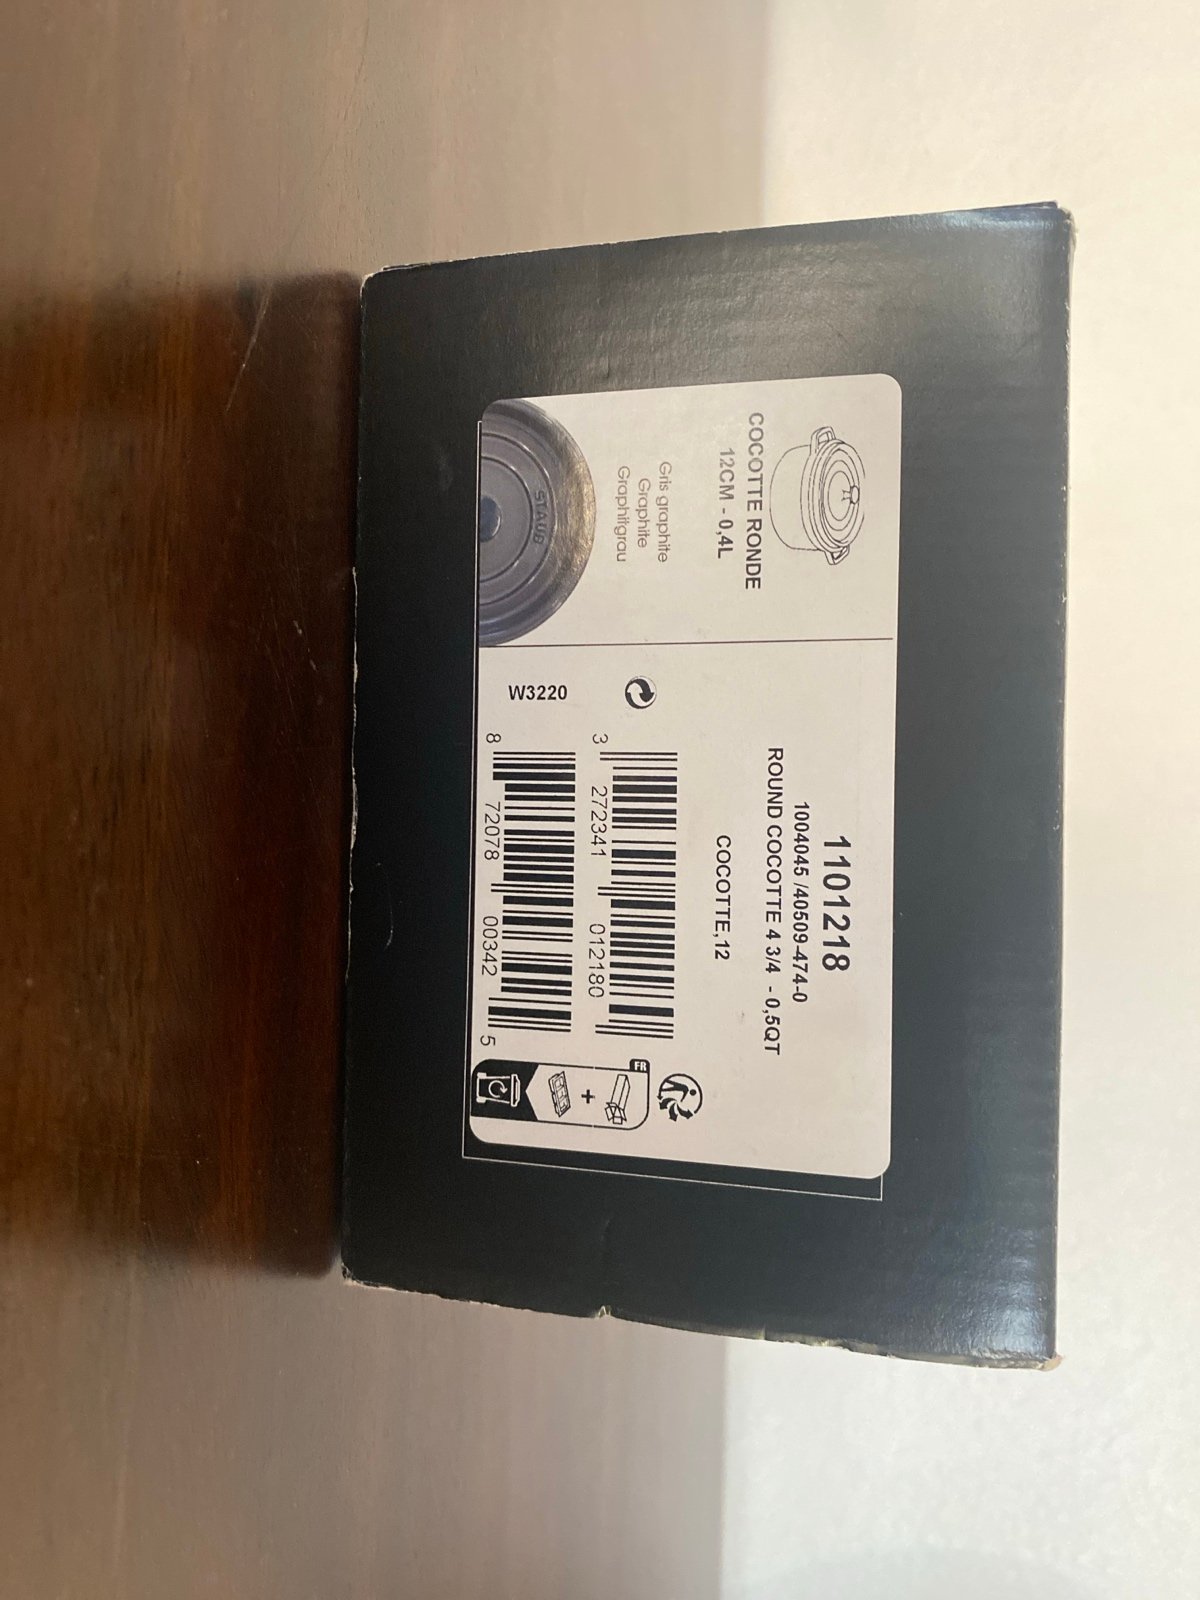 COCOTTE RONDE
12CM - 0,4L
Gris graphite
Graphite
Graphitgrau
STAUB
1101218
1004045 /40509-474-0
ROUND COCOTTE 4 3/4 - 0,5QT
COCOTTE,12
3 272341 012180
W3220
8 72078 00342 5
FR
+